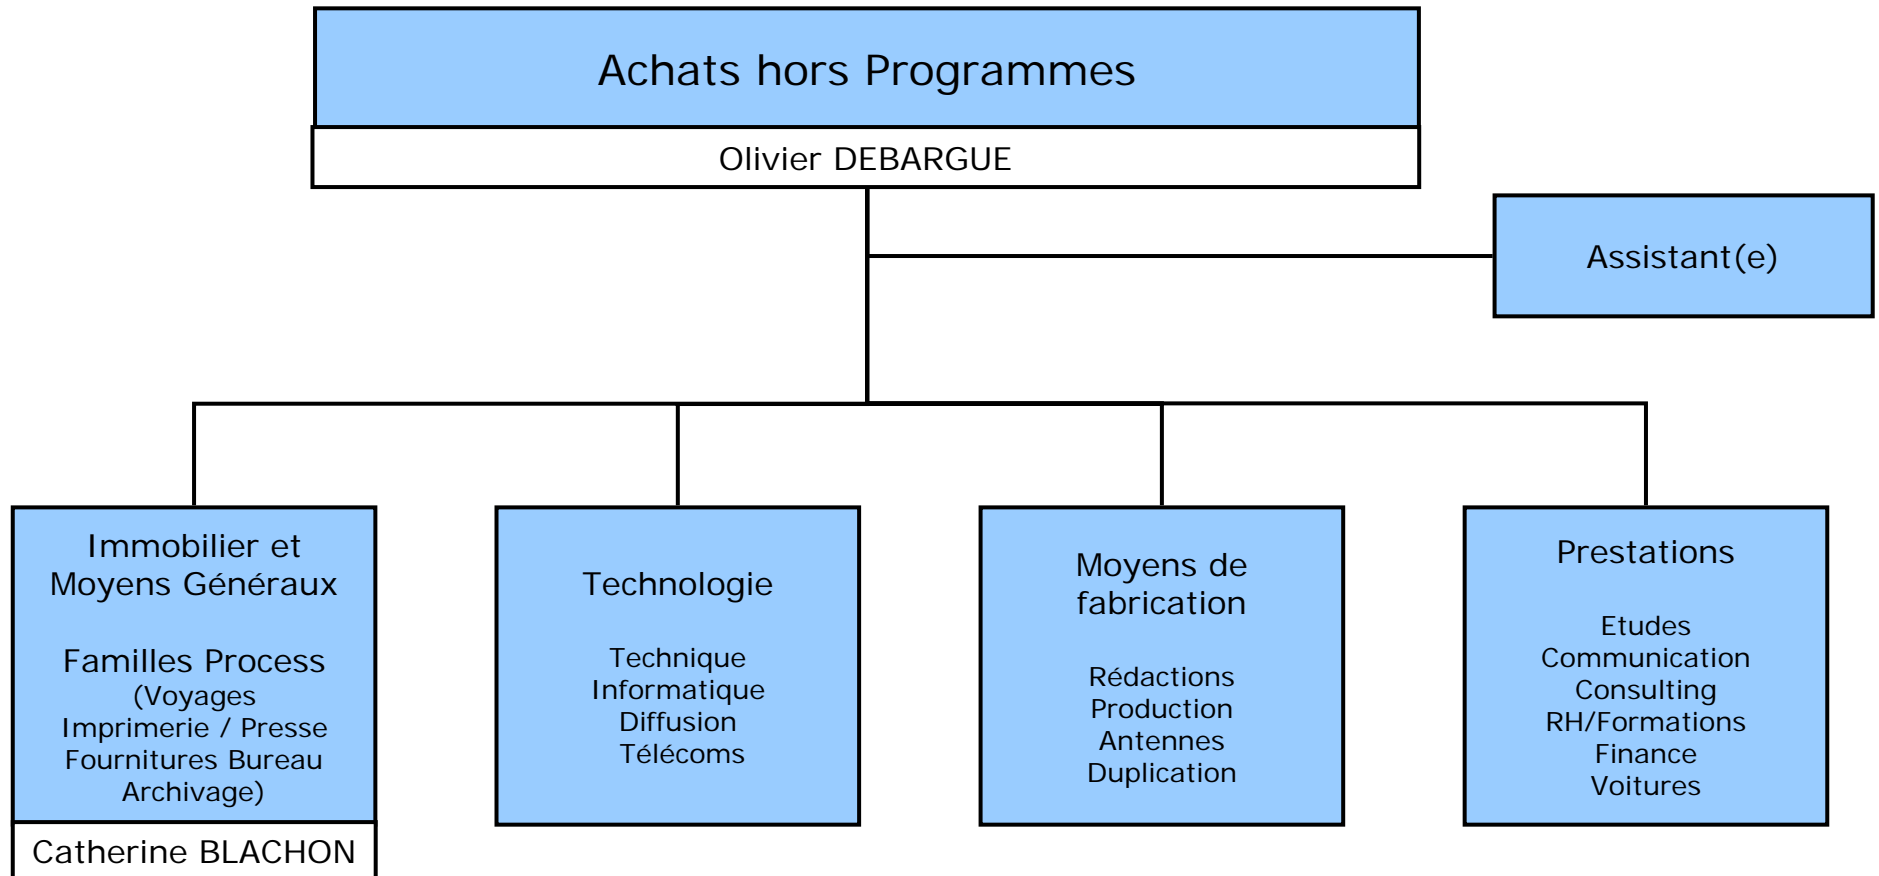 Achats hors Programmes
Olivier DEBARGUE
Assistant(e)
Immobilier et
Moyens Généraux
Familles Process
(Voyages
Imprimerie / Presse
Fournitures Bureau
Archivage)
Catherine BLACHON
Technologie
Technique
Informatique
Diffusion
Télécoms
Moyens de
fabrication
Rédactions
Production
Antennes
Duplication
Prestations
Etudes
Communication
Consulting
RH/Formations
Finance
Voitures